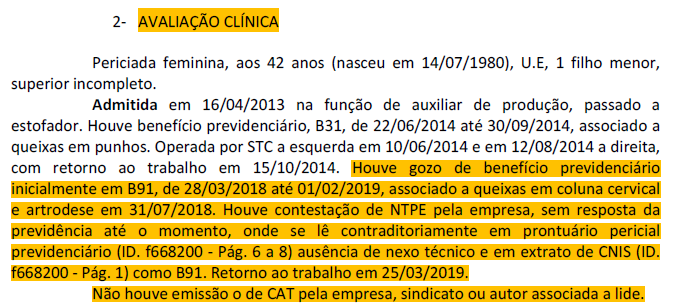 2- AVALIAÇÃO CLÍNICA
Periciada feminina, aos 42 anos (nasceu em 14/07/1980), U.E, 1 filho menor,
superior incompleto.
Admitida em 16/04/2013 na função de auxiliar de produção, passado a
estofador. Houve benefício previdenciário, B31, de 22/06/2014 até 30/09/2014, associado a
queixas em punhos. Operada por STC a esquerda em 10/06/2014 e em 12/08/2014 a direita,
com retorno ao trabalho em 15/10/2014. Houve gozo de benefício previdenciário
inicialmente em B91, de 28/03/2018 até 01/02/2019, associado a queixas em coluna cervical
e artrodese em 31/07/2018. Houve contestação de NTPE pela empresa, sem resposta da
previdência até o momento, onde se lê contraditoriamente em prontuário pericial
previdenciário (ID. f668200 - Pág. 6 a 8) ausência de nexo técnico e em extrato de CNIS (ID.
f668200 - Pág. 1) como B91. Retorno ao trabalho em 25/03/2019.
Não houve emissão o de CAT pela empresa, sindicato ou autor associada a lide.